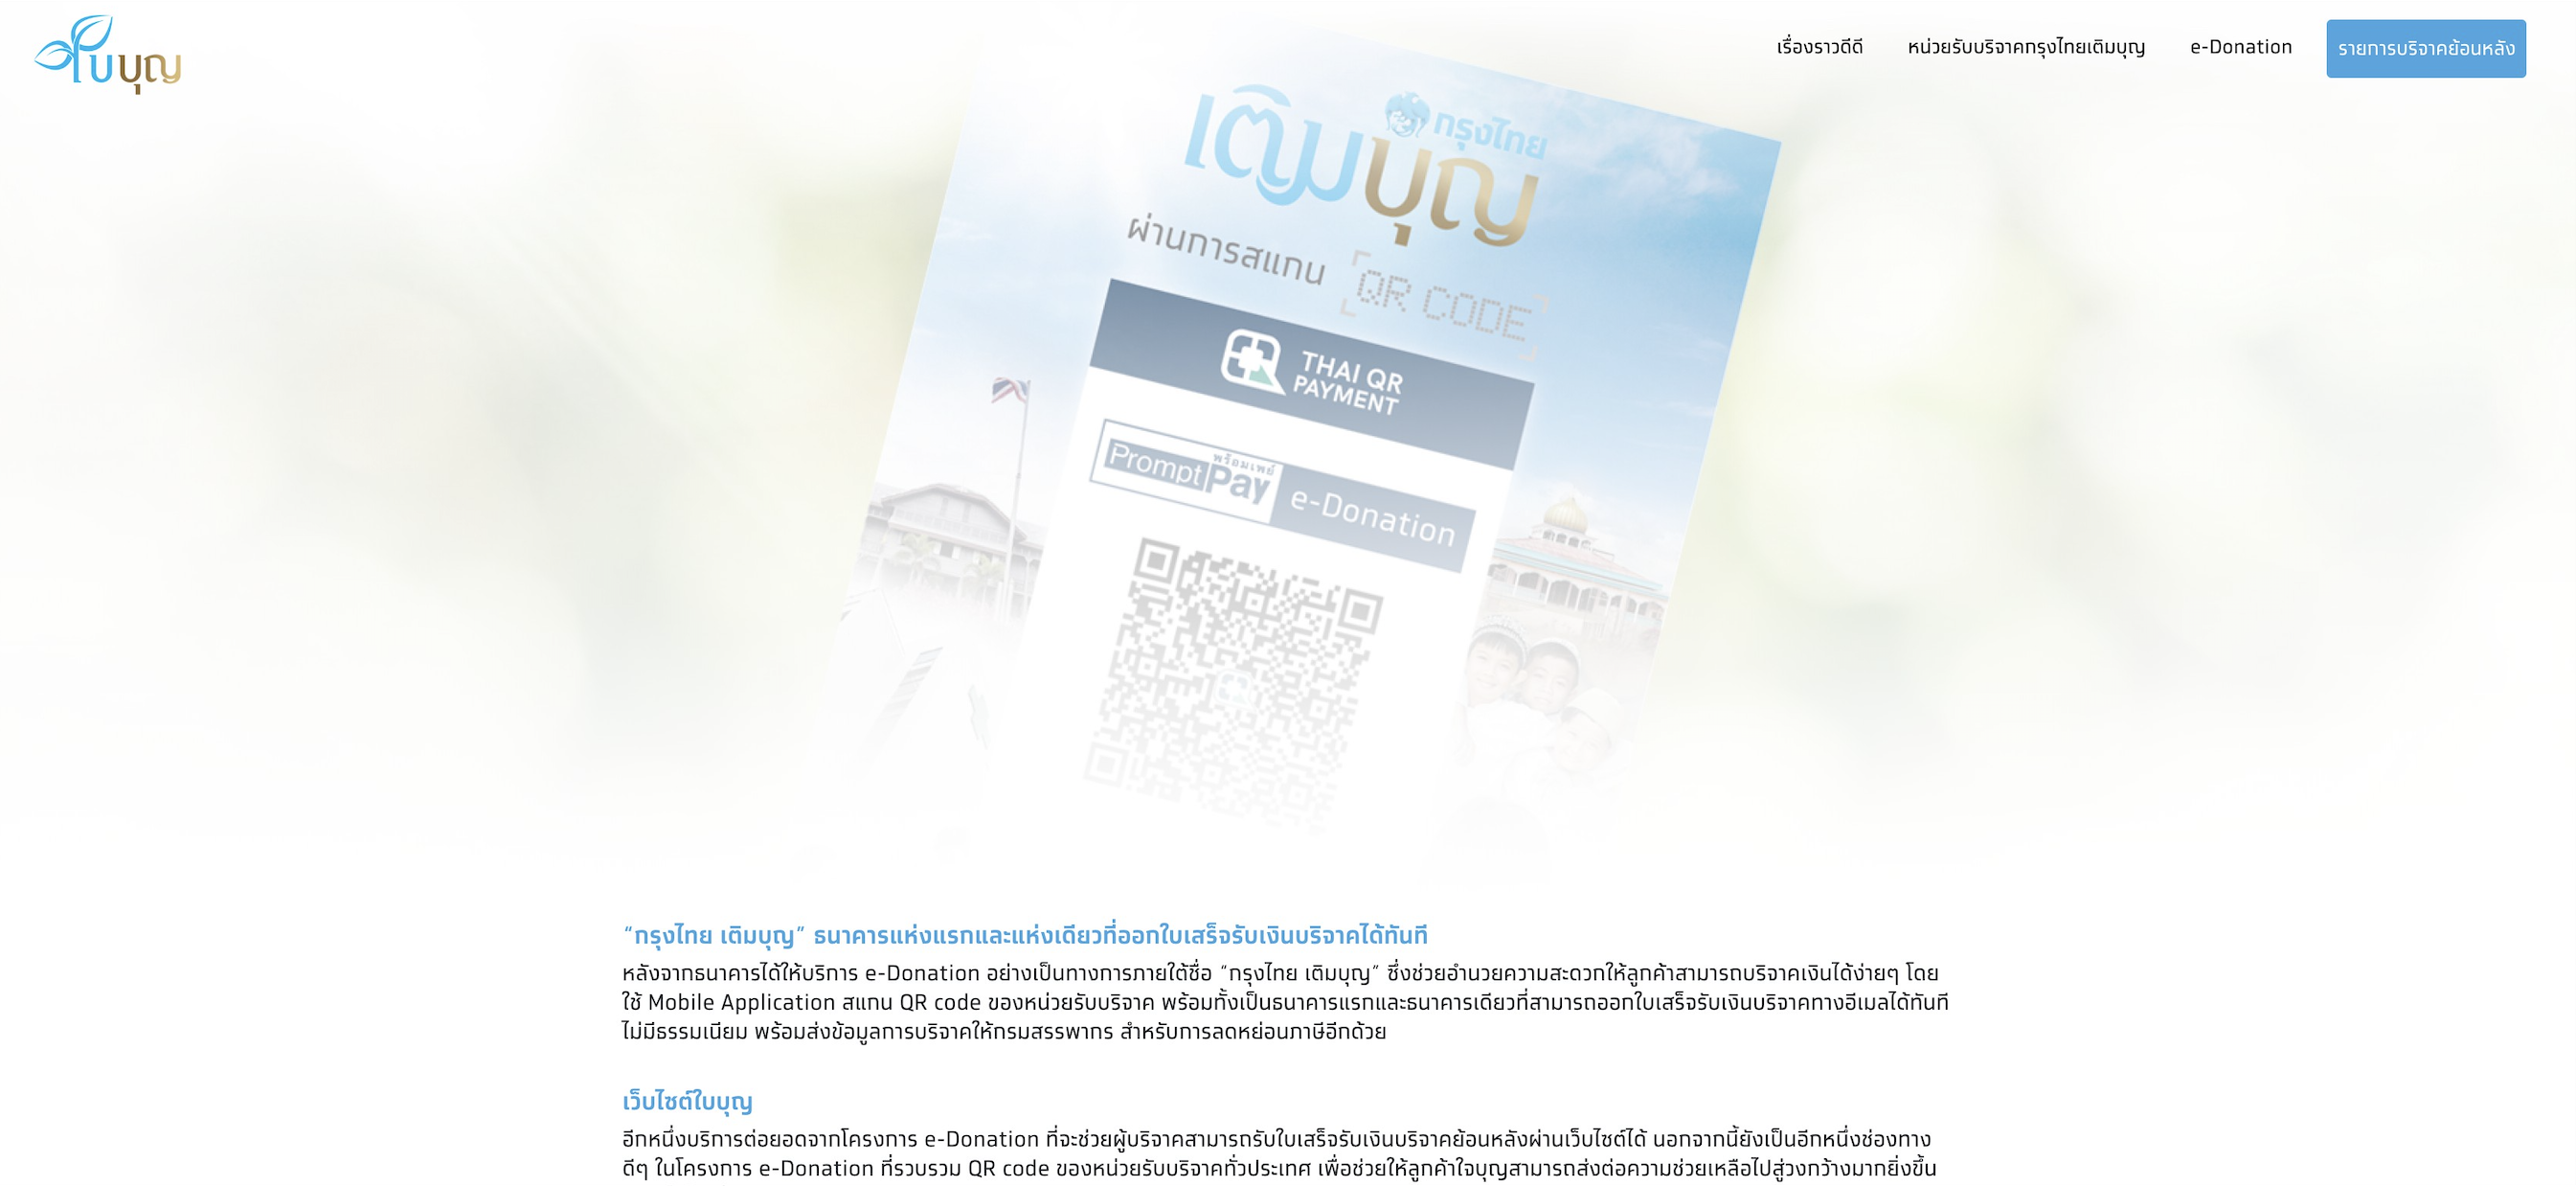 ใบบุญ
เรื่องราวดีดี
หน่วยรับบริจาคกรุงไทยเติมบุญ
e-Donation
รายการบริจาคย้อนหลัง
กรุงไทย
เติมบุญ
ผ่านการสแกน QR CODE
THAI QR
PAYMENT
พร้อมเพย์
PromptPay e-Donation
“กรุงไทย เติมบุญ” ธนาคารแห่งแรกและแห่งเดียวที่ออกใบเสร็จรับเงินบริจาคได้ทันที
หลังจากธนาคารได้ให้บริการ e-Donation อย่างเป็นทางการภายใต้ชื่อ “กรุงไทย เติมบุญ” ซึ่งช่วยอำนวยความสะดวกให้ลูกค้าสามารถบริจาคเงินได้ง่ายๆ โดย
ใช้ Mobile Application สแกน QR code ของหน่วยรับบริจาค พร้อมทั้งเป็นธนาคารแรกและธนาคารเดียวที่สามารถออกใบเสร็จรับเงินบริจาคทางอีเมลได้ทันที
ไม่มีธรรมเนียม พร้อมส่งข้อมูลการบริจาคให้กรมสรรพากร สำหรับการลดหย่อนภาษีอีกด้วย
เว็บไซต์ใบบุญ
อีกหนึ่งบริการต่อยอดจากโครงการ e-Donation ที่จะช่วยผู้บริจาคสามารถรับใบเสร็จรับเงินบริจาคย้อนหลังผ่านเว็บไซต์ได้ นอกจากนี้ยังเป็นอีกหนึ่งช่องทาง
ดีๆ ในโครงการ e-Donation ที่รวบรวม QR code ของหน่วยรับบริจาคทั่วประเทศ เพื่อช่วยให้ลูกค้าใจบุญสามารถส่งต่อความช่วยเหลือไปสู่วงกว้างมากยิ่งขึ้น